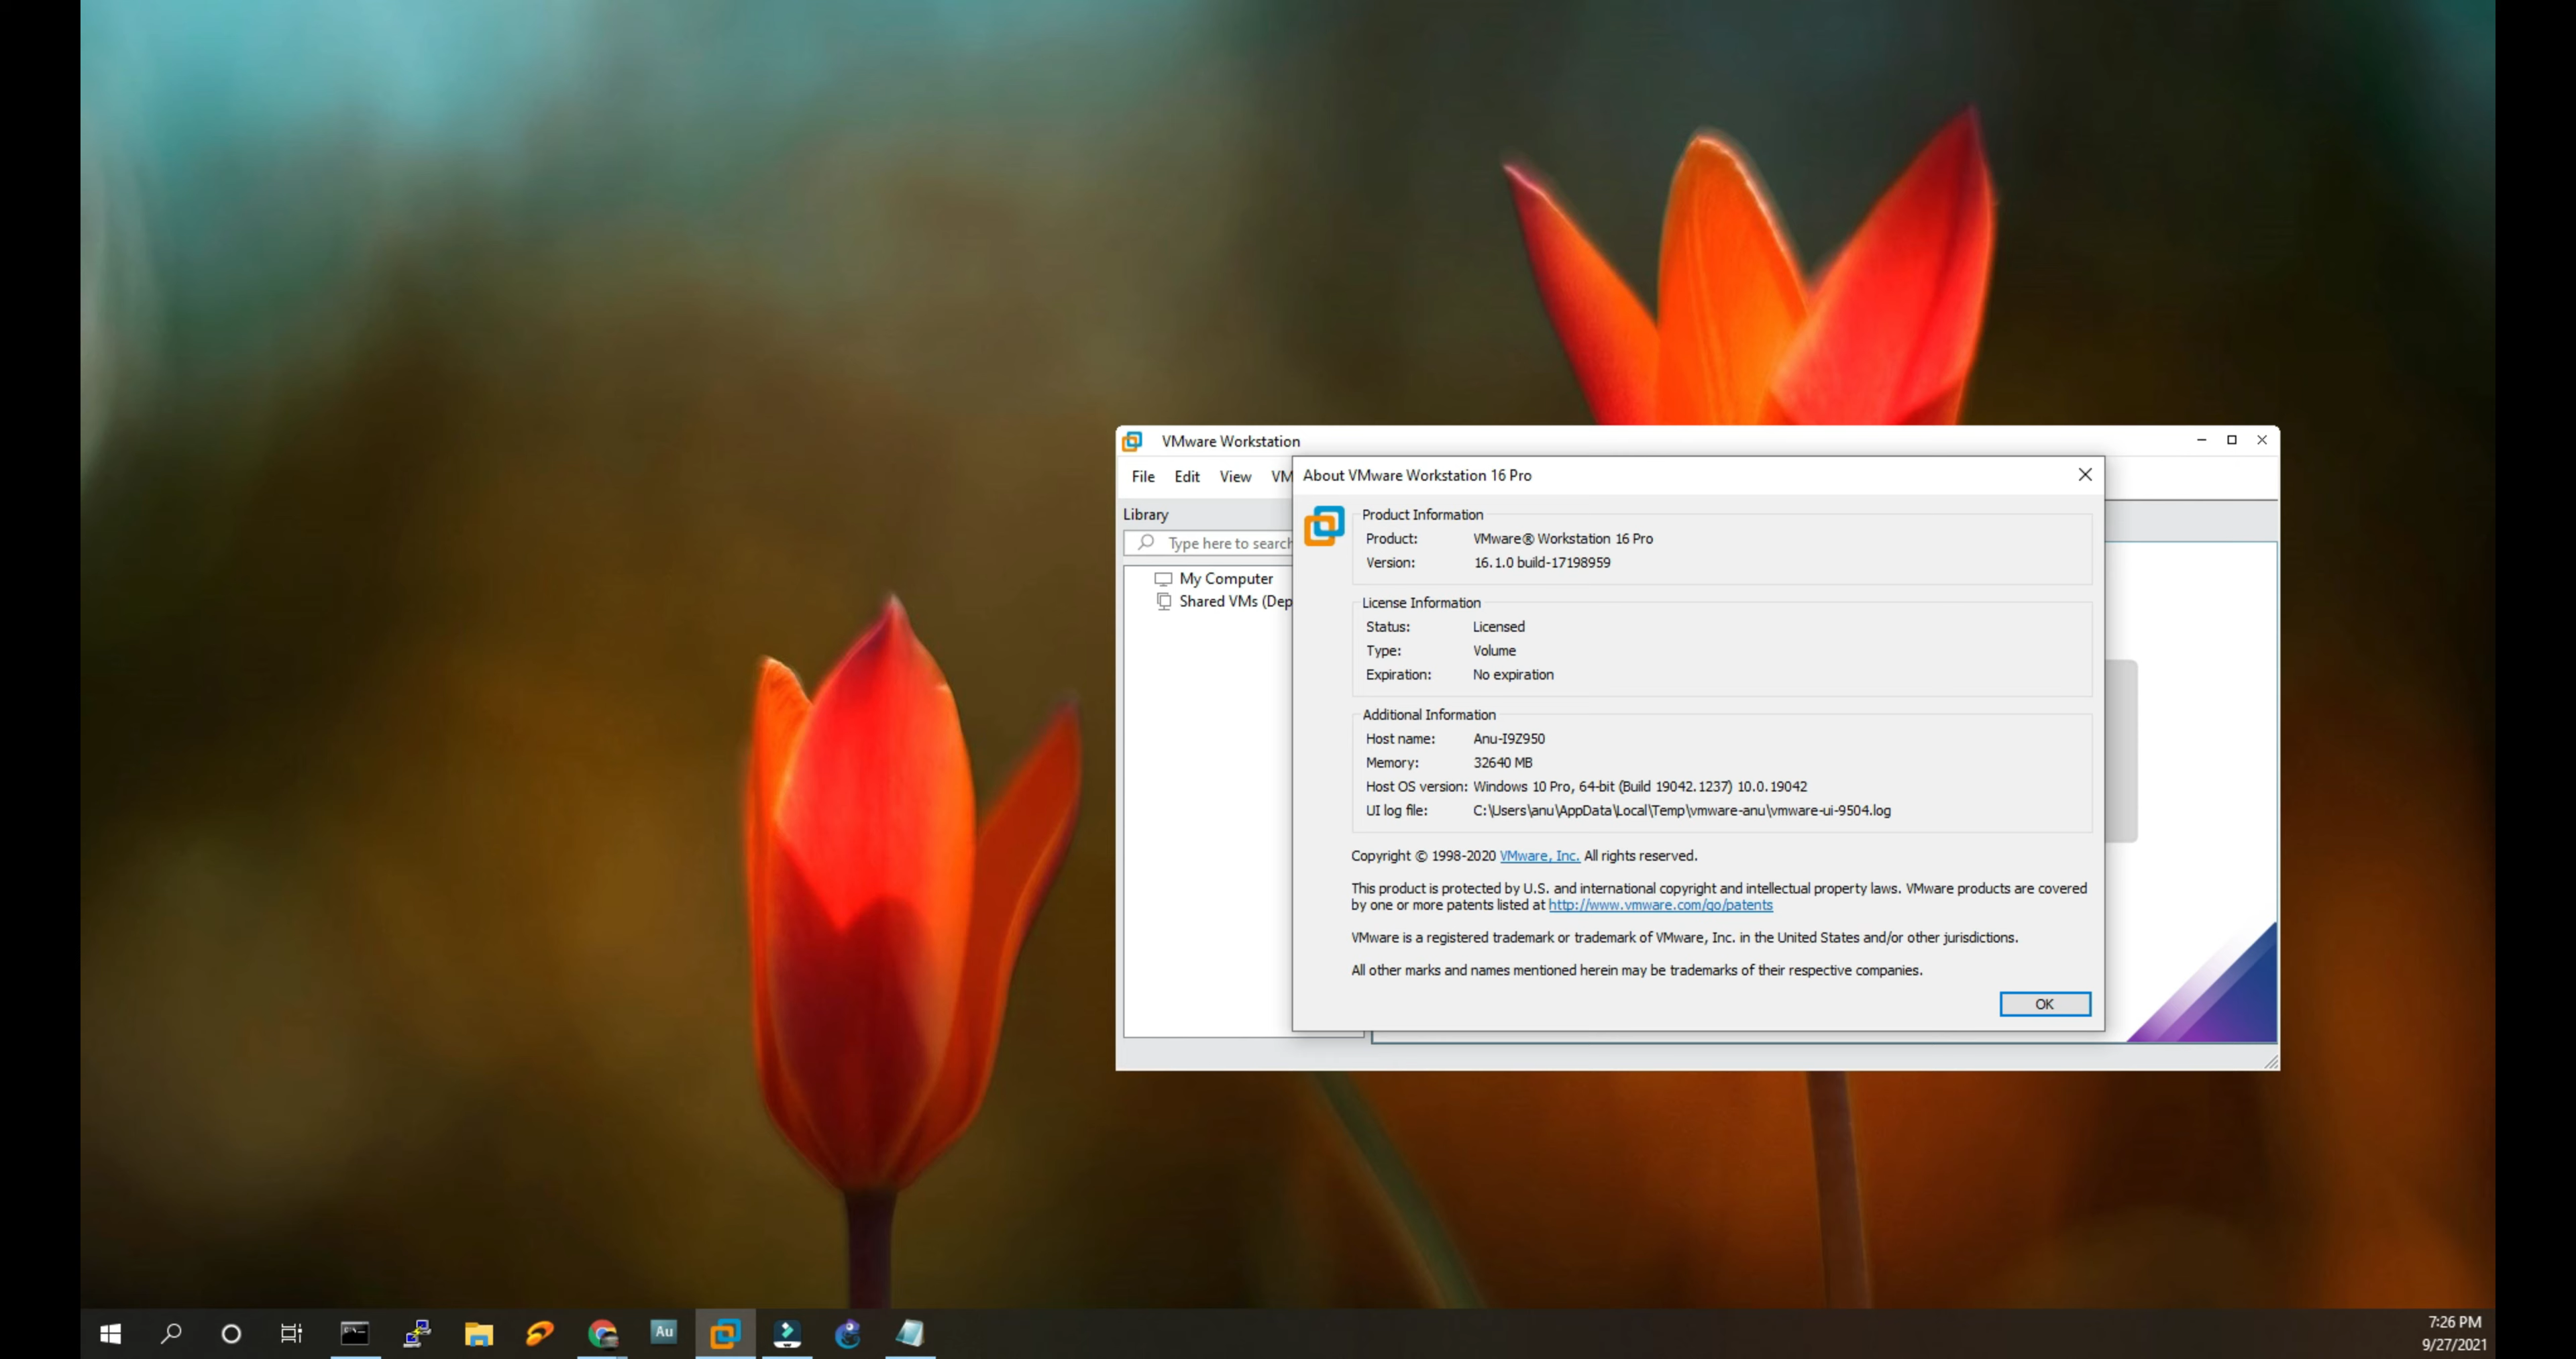 VMware Workstation
File Edit View VM
About VMware Workstation 16 Pro
Library
Type here to search
My Computer
Shared VMs (Dep
Product Information
Product: VMware® Workstation 16 Pro
Version: 16.1.0 build-17198959
License Information
Status: Licensed
Type: Volume
Expiration: No expiration
Additional Information
Host name: Anu-I9Z950
Memory: 32640 MB
Host OS version: Windows 10 Pro, 64-bit (Build 19042.1237) 10.0.19042
UI log file: C:\Users\anu\AppData\Local\Temp\vmware-anu\vmware-ui-9504.log
Copyright © 1998-2020 VMware, Inc. All rights reserved.
This product is protected by U.S. and international copyright and intellectual property laws. VMware products are covered
by one or more patents listed at http://www.vmware.com/go/patents
VMware is a registered trademark or trademark of VMware, Inc. in the United States and/or other jurisdictions.
All other marks and names mentioned herein may be trademarks of their respective companies.
OK
Au
7:26 PM
9/27/2021